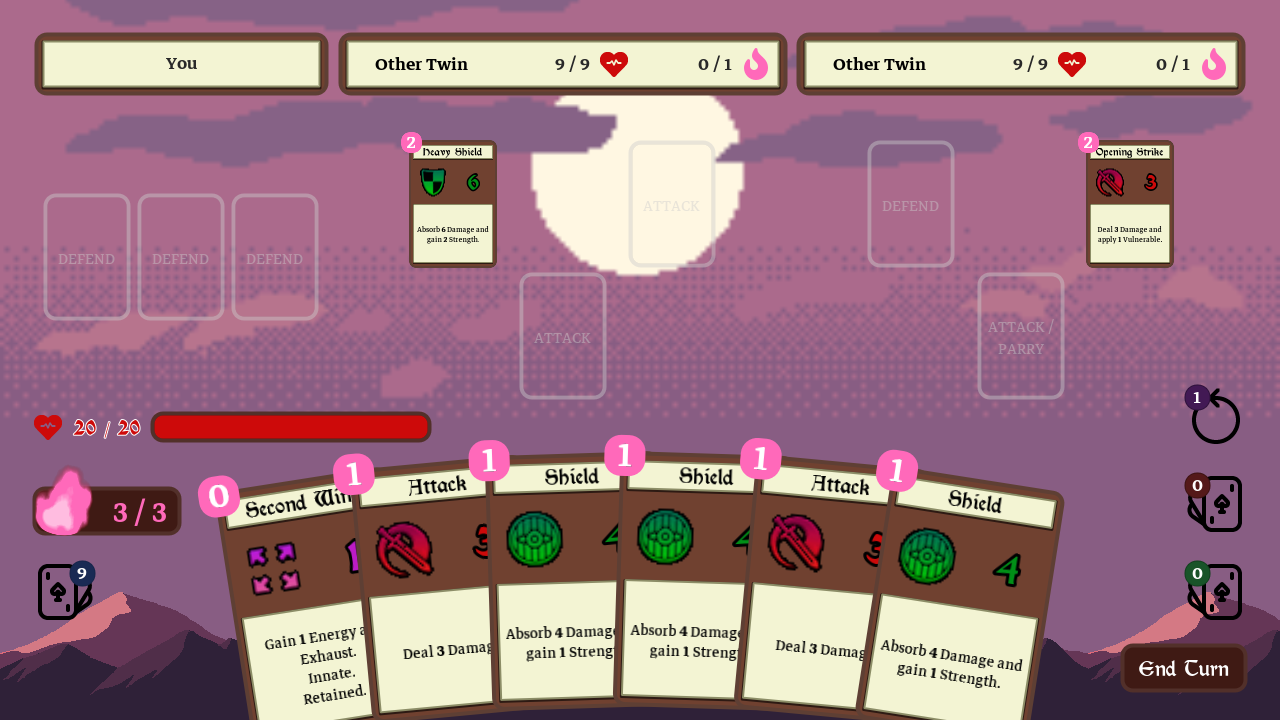 You
Other Twin 9 / 9 0 / 1
Other Twin 9 / 9 0 / 1
2
Heavy Shield
6
Absorb 6 Damage and
gain 2 Strength.
ATTACK
DEFEND
2
Opening Strike
3
Deal 3 Damage and
apply 1 Vulnerable.
DEFEND DEFEND DEFEND
ATTACK
ATTACK /
PARRY
20 / 20
1
3 / 3
9
0
Second Win
1
Gain 1 Energy a
Exhaust.
Innate.
Retained.
1
Attack
3
Deal 3 Damag
1
Shield
4
Absorb 4 Damage
gain 1 Streng
1
Shield
4
Absorb 4 Damage
gain 1 Streng
1
Attack
3
Deal 3 Damag
1
Shield
4
Absorb 4 Damage and
gain 1 Strength.
0
0
End Turn